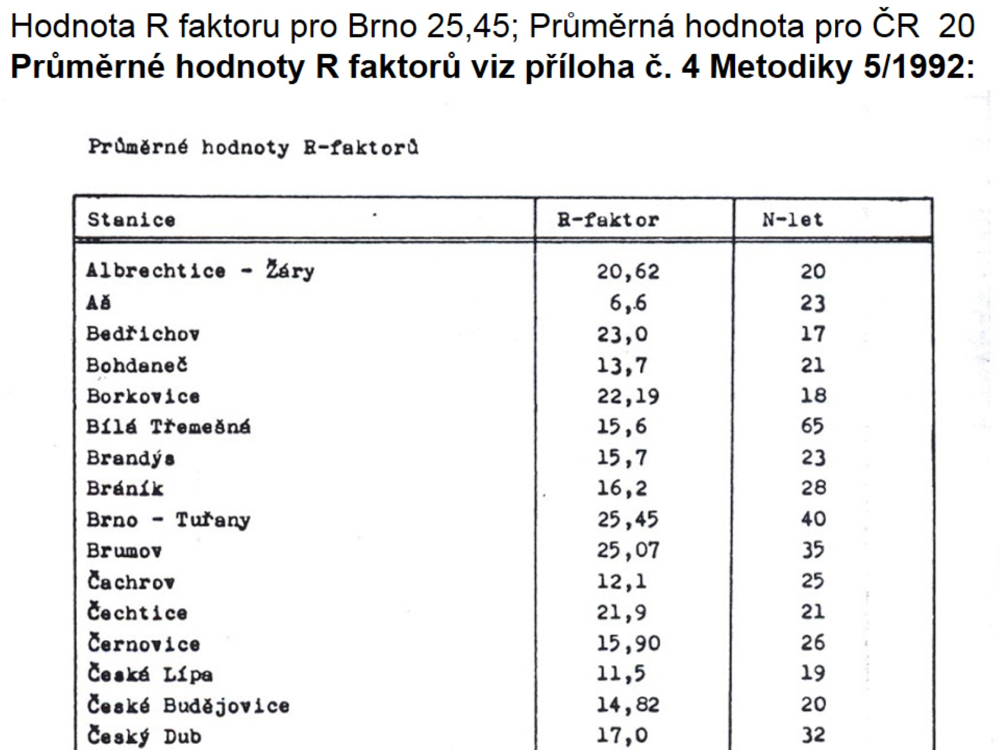 Hodnota R faktoru pro Brno 25,45; Průměrná hodnota pro ČR 20
Průměrné hodnoty R faktorů viz příloha č. 4 Metodiky 5/1992:
Průměrné hodnoty R-faktorů
Stanice R-faktor N-let
Albrechtice - Žáry 20,62 20
Aš 6,6 23
Bedřichov 23,0 17
Bohdaneč 13,7 21
Borkovice 22,19 18
Bílá Třemešná 15,6 65
Brandýs 15,7 23
Bráník 16,2 28
Brno - Tuřany 25,45 40
Brumov 25,07 35
Čachrov 12,1 25
Čechtice 21,9 21
Černovice 15,90 26
Česká Lípa 11,5 19
České Budějovice 14,82 20
Český Dub 17,0 32